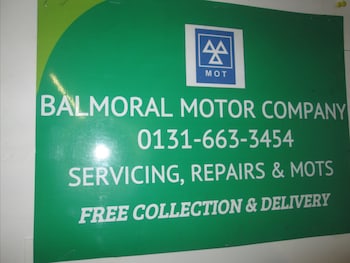 MOT
BALMORAL MOTOR COMPANY
0131-663-3454
SERVICING, REPAIRS & MOTS
FREE COLLECTION & DELIVERY